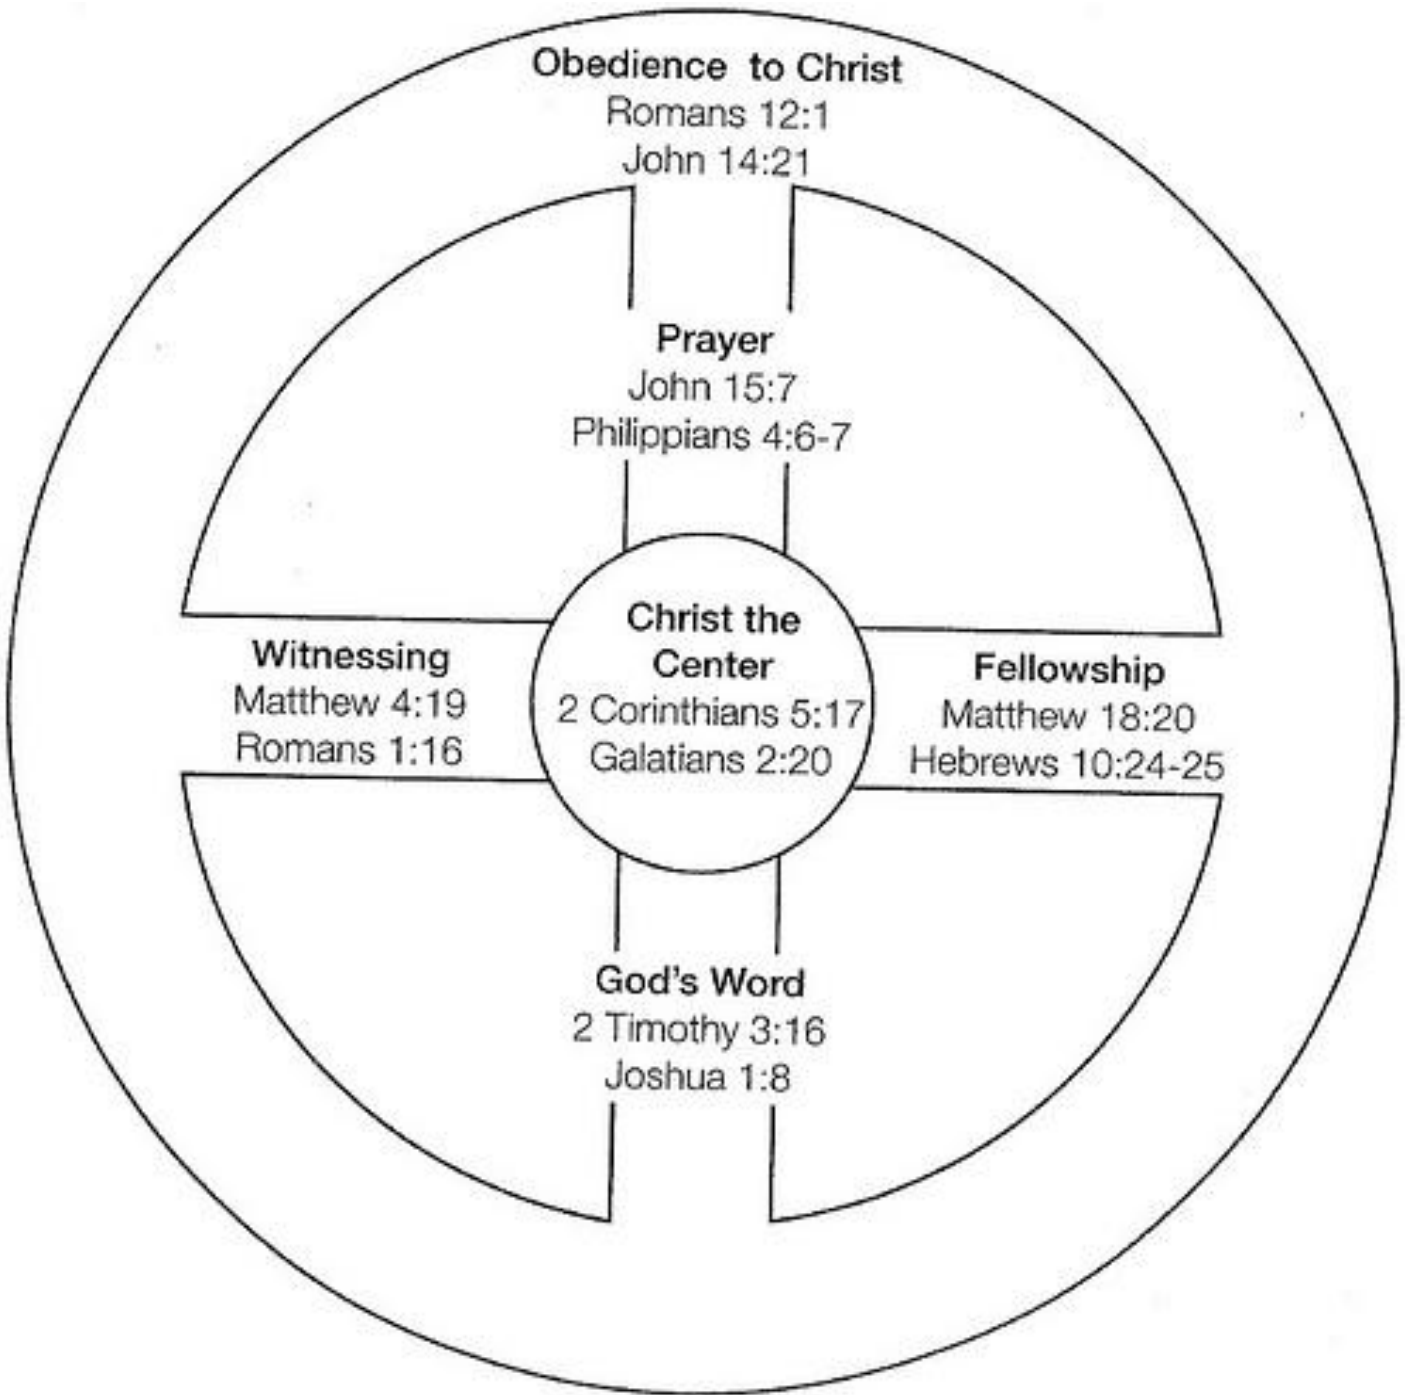 Obedience to Christ
Romans 12:1
John 14:21
Prayer
John 15:7
Philippians 4:6-7
Christ the
Center
2 Corinthians 5:17
Galatians 2:20
Witnessing
Matthew 4:19
Romans 1:16
Fellowship
Matthew 18:20
Hebrews 10:24-25
God's Word
2 Timothy 3:16
Joshua 1:8